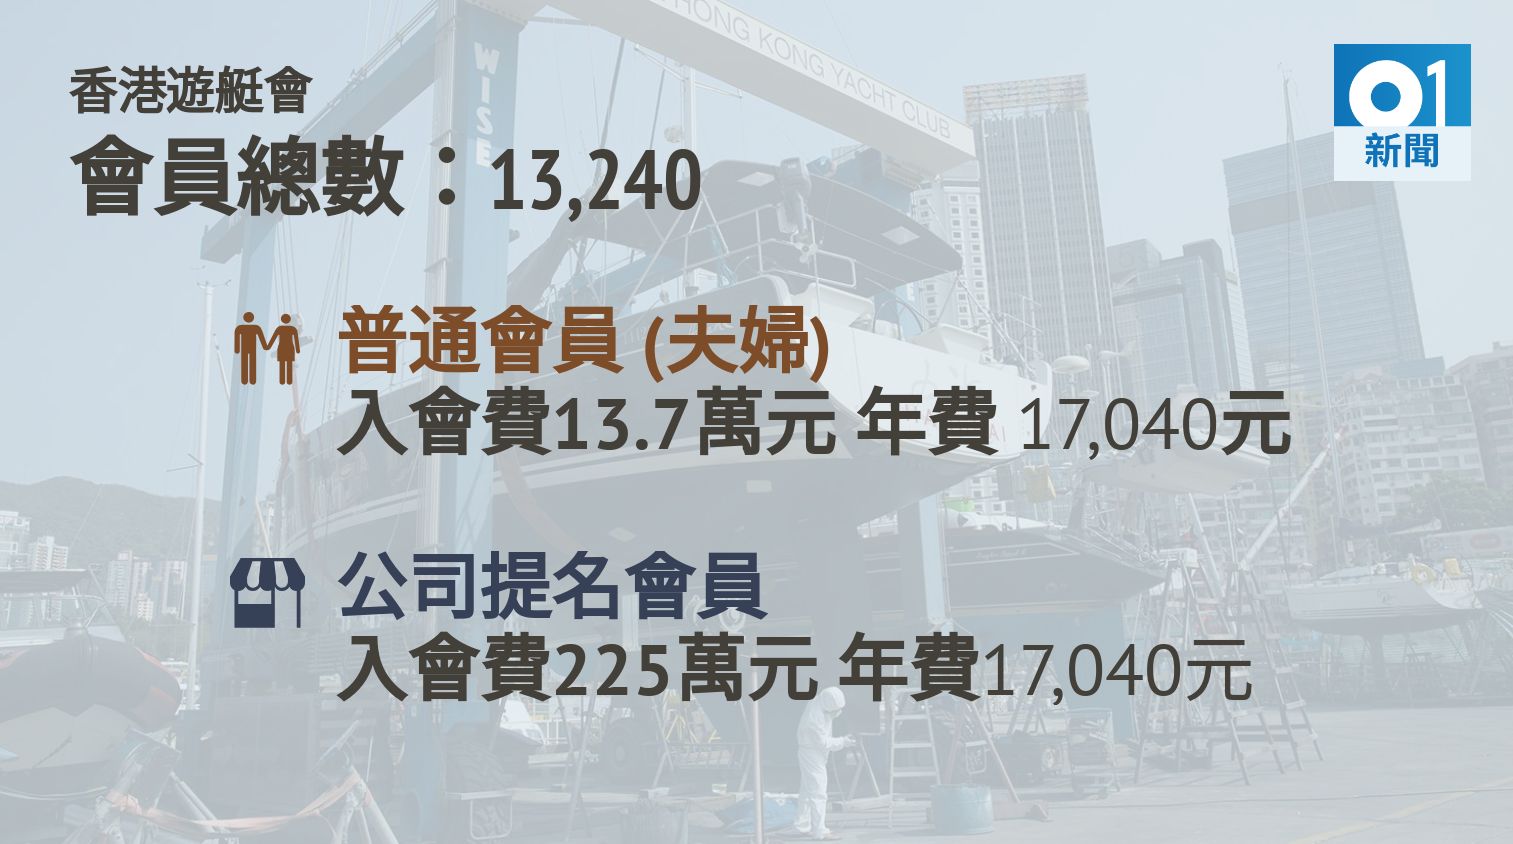 HONG KONG YACHT CLUB
WISE
香港遊艇會
01
新聞
會員總數：13,240
普通會員 (夫婦)
入會費13.7萬元 年費 17,040元
公司提名會員
入會費225萬元 年費17,040元